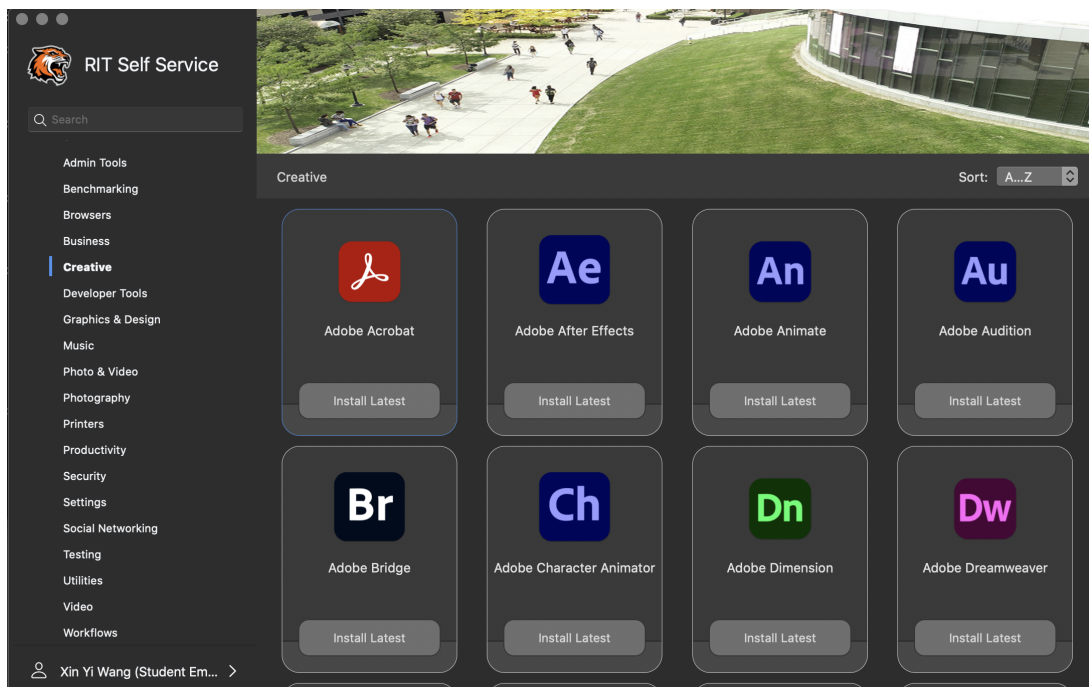 RIT Self Service
Search
Admin Tools
Benchmarking
Browsers
Business
Creative
Developer Tools
Graphics & Design
Music
Photo & Video
Photography
Printers
Productivity
Security
Settings
Social Networking
Testing
Utilities
Video
Workflows
Xin Yi Wang (Student Em...
Creative
Sort: A...Z
Ae An Au
Adobe Acrobat Adobe After Effects Adobe Animate Adobe Audition
Install Latest Install Latest Install Latest Install Latest
Br Ch Dn Dw
Adobe Bridge Adobe Character Animator Adobe Dimension Adobe Dreamweaver
Install Latest Install Latest Install Latest Install Latest